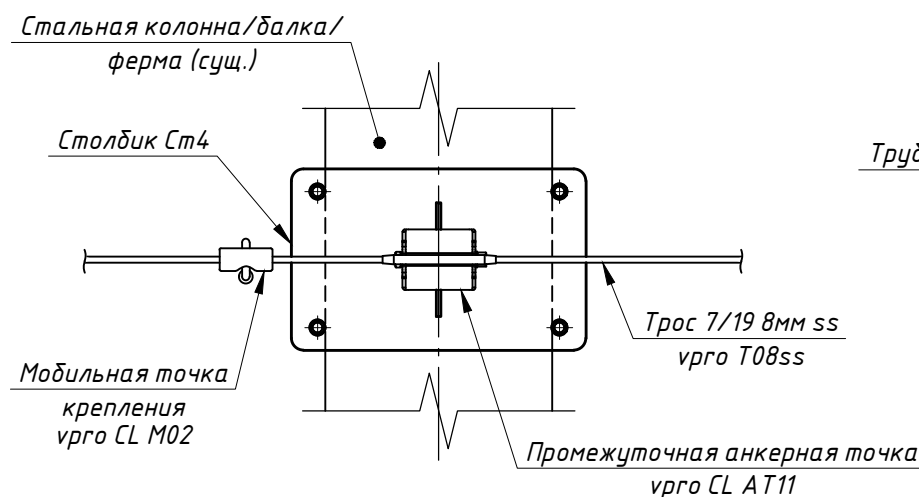 Стальная колонна/балка/
ферма (сущ.)
Столбик Ст4
Труб
Трос 7/19 8мм ss
vpro T08ss
Мобильная точка
крепления
vpro CL M02
Промежуточная анкерная точка
vpro CL AT11